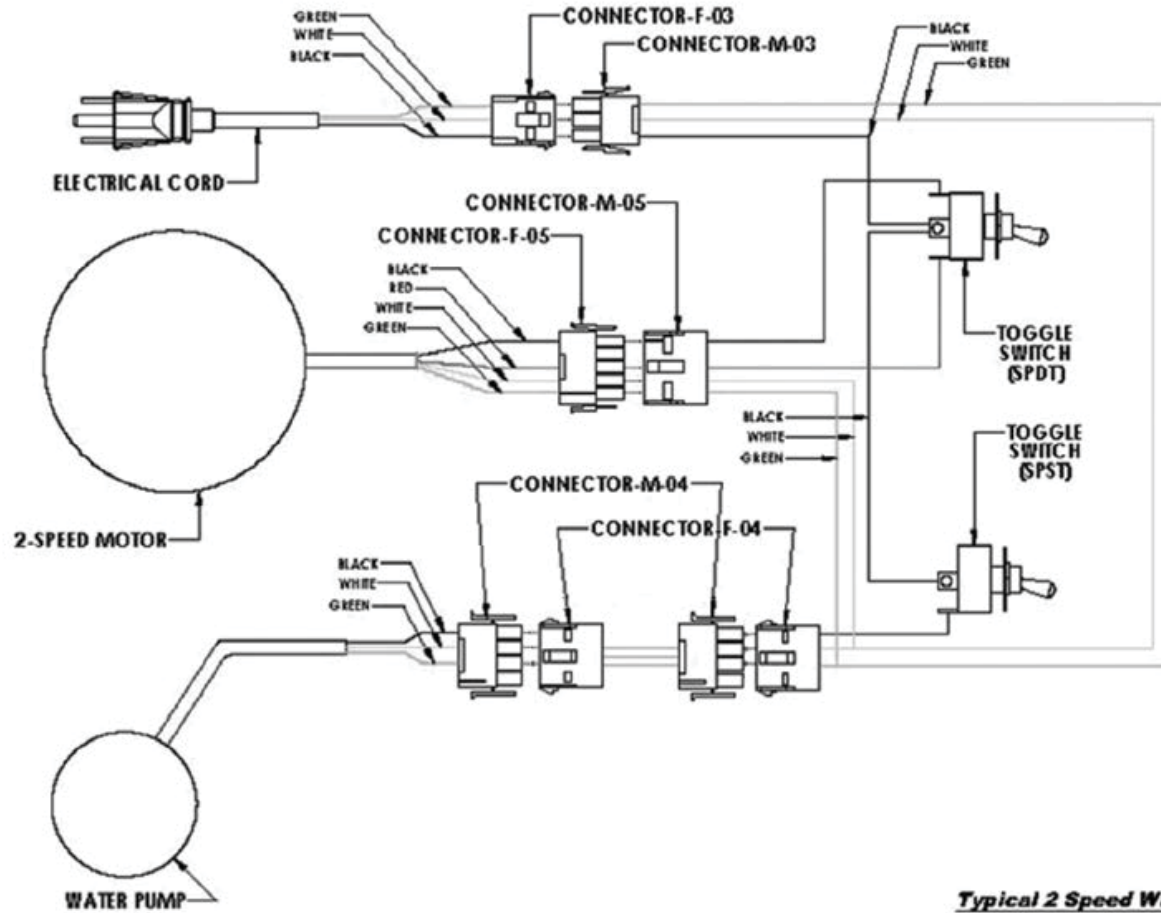 GREEN
WHITE
BLACK
CONNECTOR-F-03
CONNECTOR-M-03
BLACK
WHITE
GREEN
ELECTRICAL CORD
CONNECTOR-M-05
CONNECTOR-F-05
BLACK
RED
WHITE
GREEN
TOGGLE
SWITCH
(SPDT)
BLACK
WHITE
GREEN
TOGGLE
SWITCH
(SPST)
CONNECTOR-M-04
CONNECTOR-F-04
2-SPEED MOTOR
BLACK
WHITE
GREEN
WATER PUMP
Typical 2 Speed